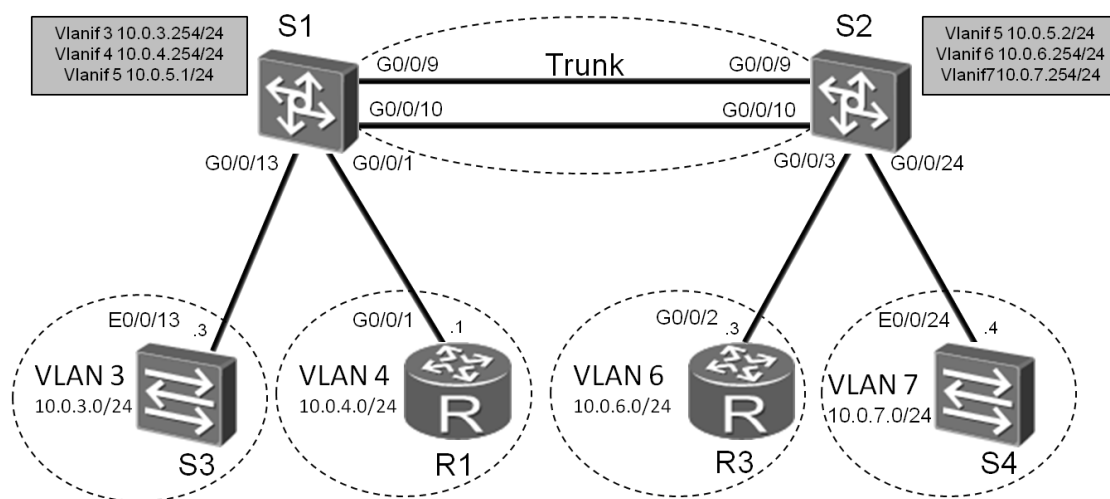 S1
S2
Vlanif 3 10.0.3.254/24
Vlanif 4 10.0.4.254/24
Vlanif 5 10.0.5.1/24
Vlanif 5 10.0.5.2/24
Vlanif 6 10.0.6.254/24
Vlanif7 10.0.7.254/24
G0/0/9
Trunk
G0/0/9
G0/0/10
G0/0/10
G0/0/13
G0/0/1
G0/0/3
G0/0/24
E0/0/13
.3
G0/0/1
.1
G0/0/2
.3
E0/0/24
.4
VLAN 3
10.0.3.0/24
VLAN 4
10.0.4.0/24
R
VLAN 6
10.0.6.0/24
R
VLAN 7
10.0.7.0/24
S3
R1
R3
S4